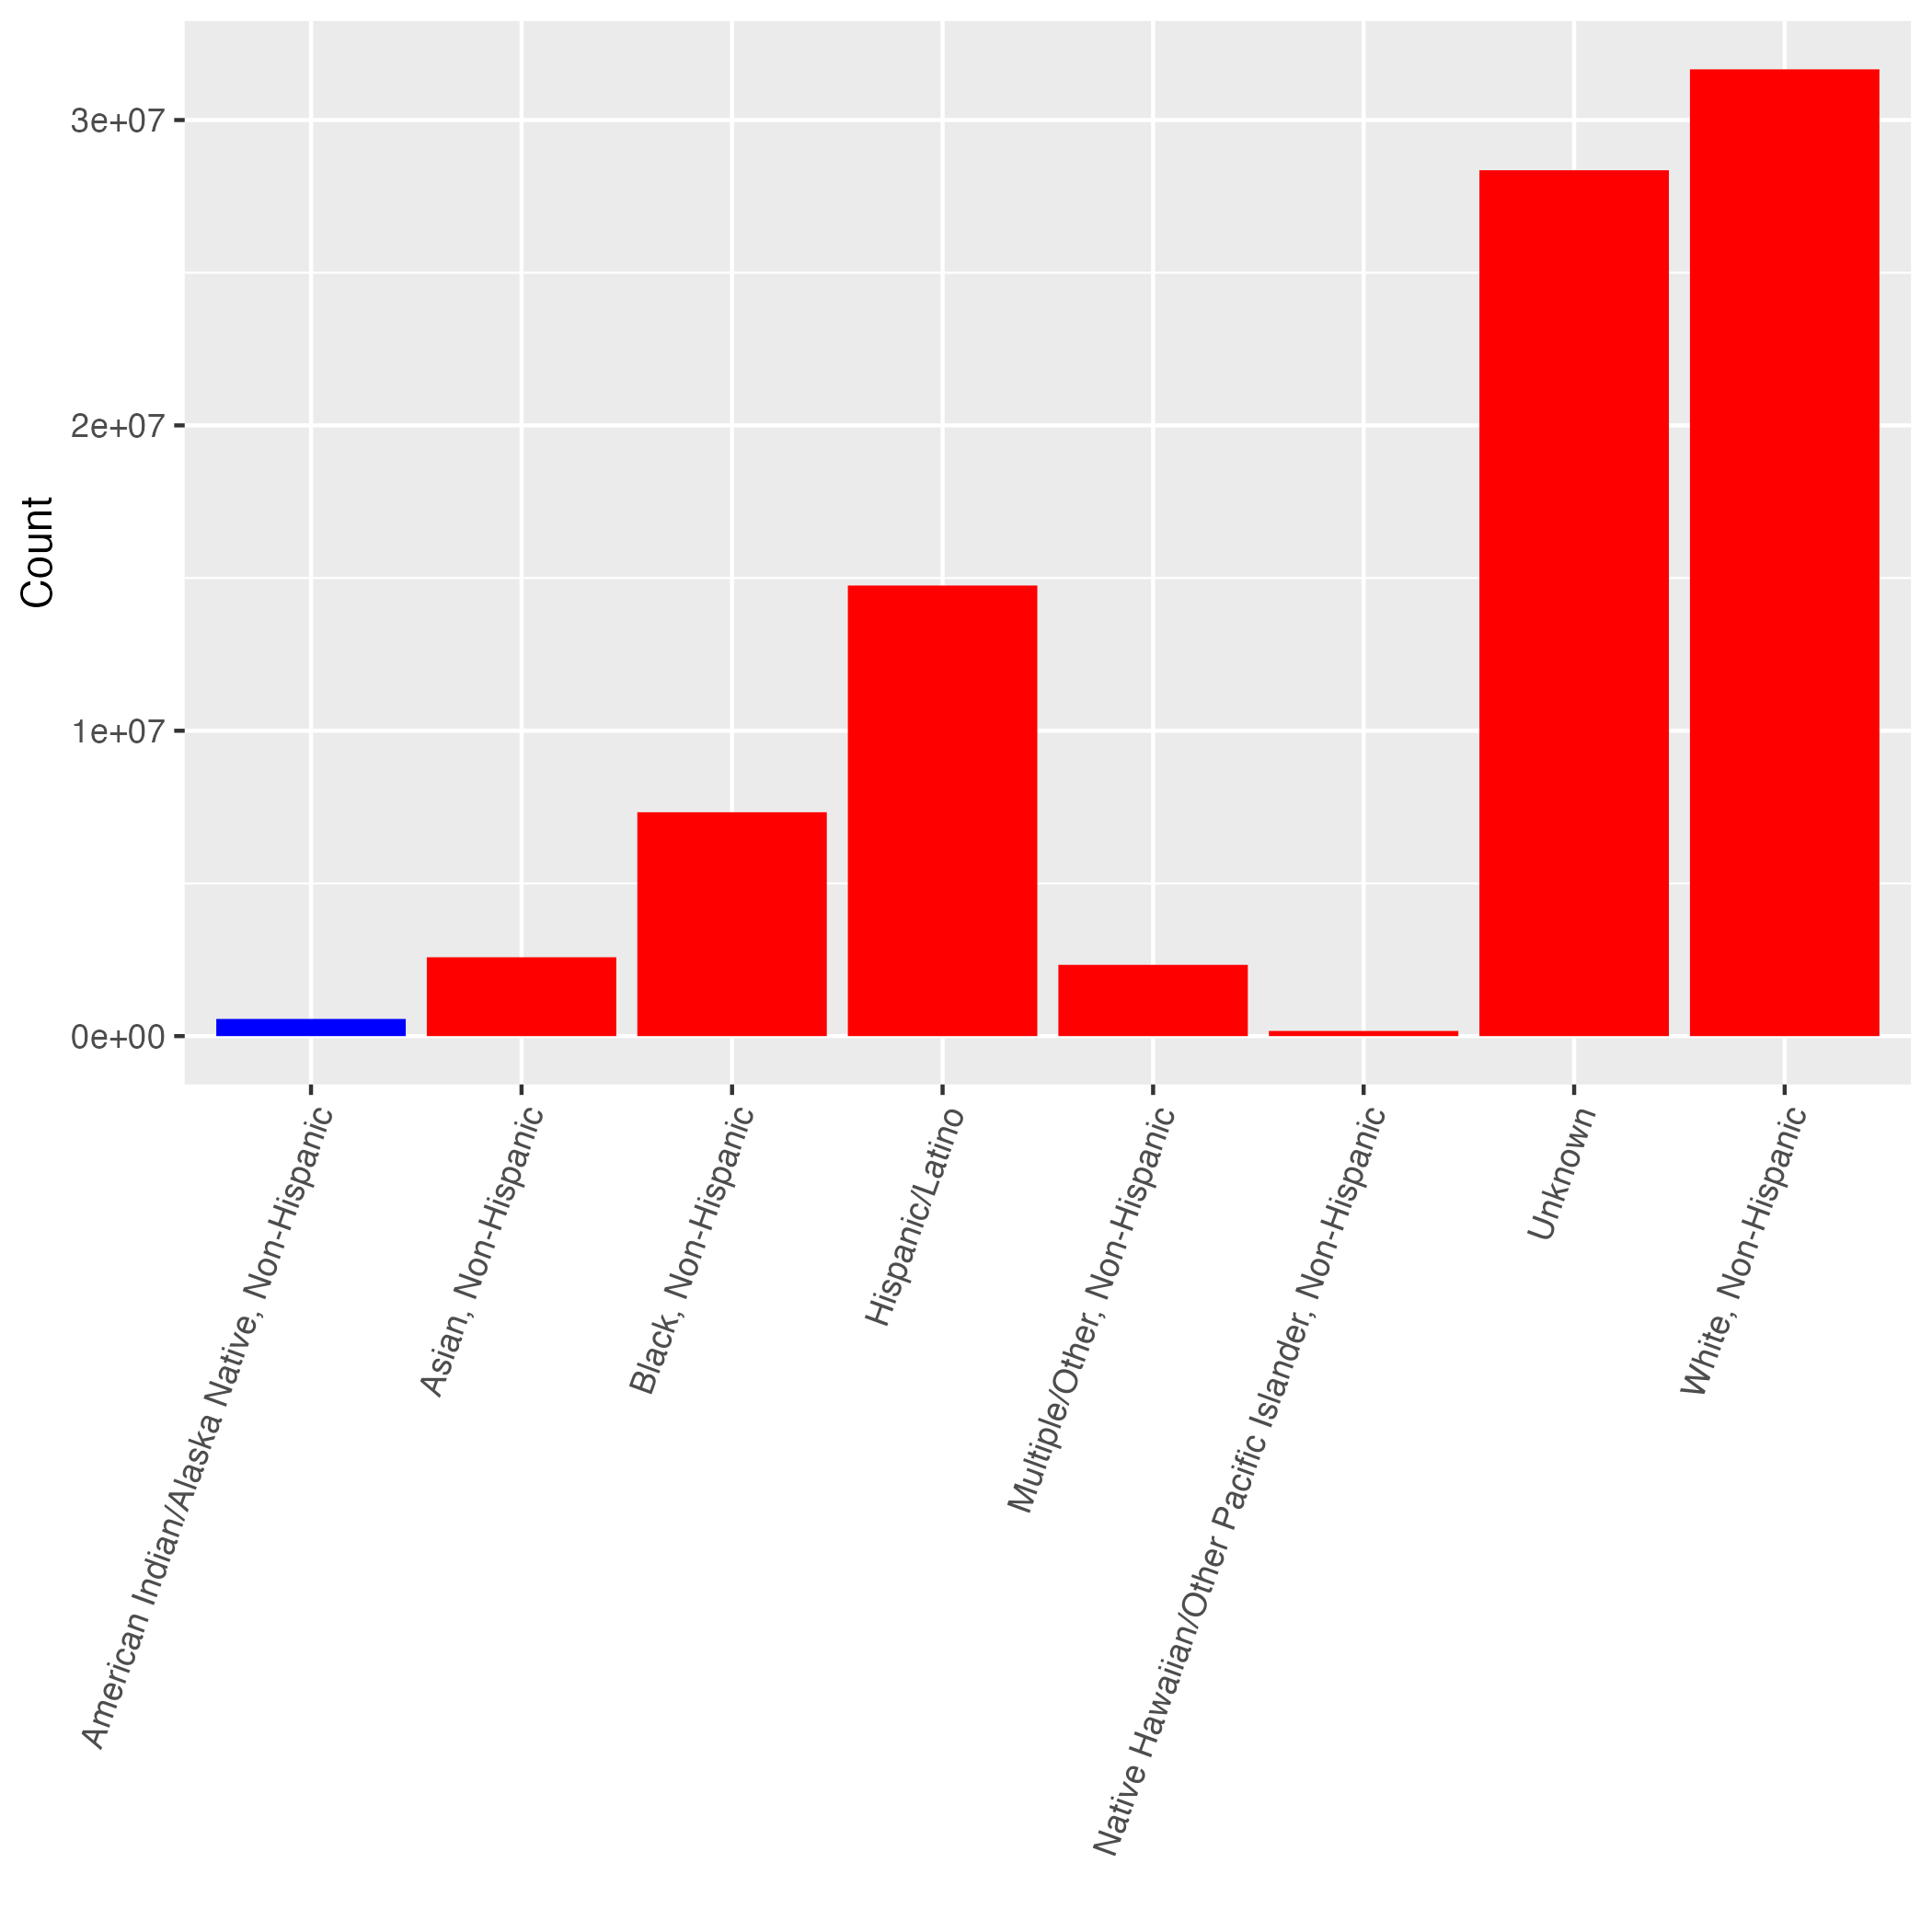 Count
3e+07
2e+07
1e+07
0e+00
American Indian/Alaska Native, Non-Hispanic
Asian, Non-Hispanic
Black, Non-Hispanic
Hispanic/Latino
Multiple/Other, Non-Hispanic
Native Hawaiian/Other Pacific Islander, Non-Hispanic
Unknown
White, Non-Hispanic